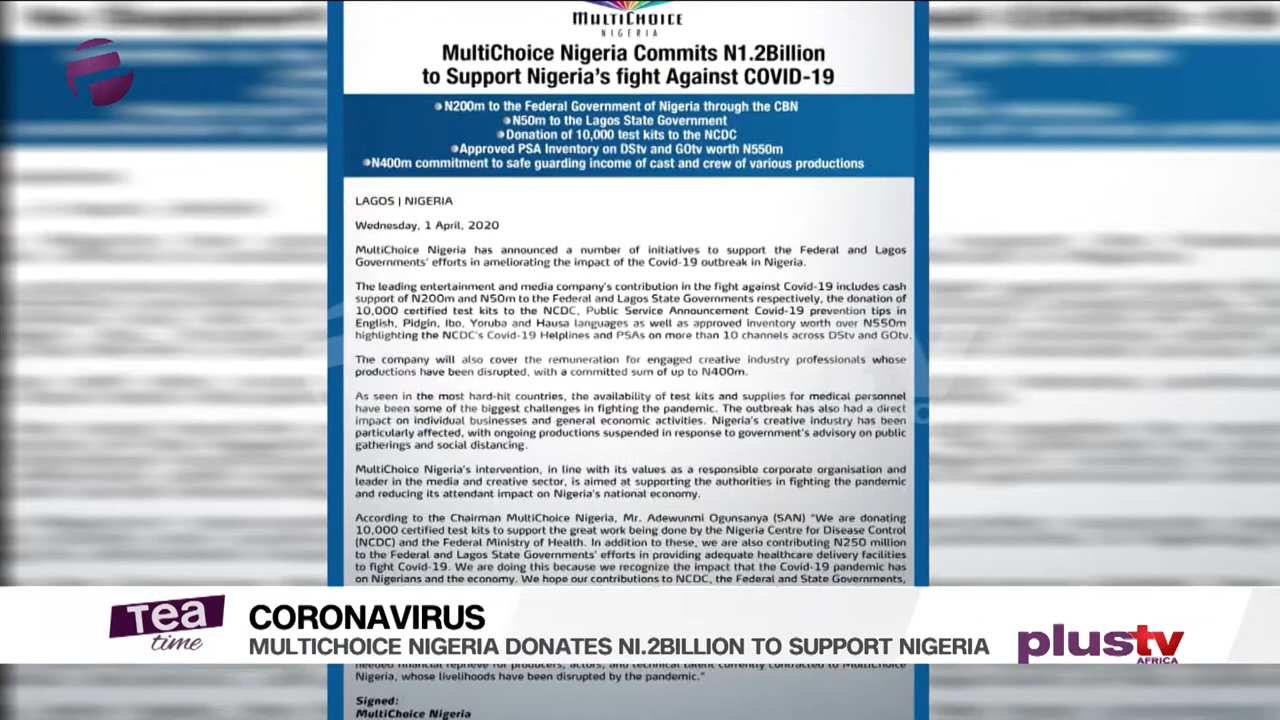 MULTICHOICE
NIGERIA
MultiChoice Nigeria Commits N1.2Billion
to Support Nigeria's fight Against COVID-19
N200m to the Federal Government of Nigeria through the CBN
N50m to the Lagos State Government
Donation of 10,000 test kits to the NCDC
Approved PSA Inventory on DStv and GOtv worth N550m
N400m commitment to safe guarding income of cast and crew of various productions
LAGOS | NIGERIA
Wednesday, 1 April, 2020
MultiChoice Nigeria has announced a number of initiatives to support the Federal and Lagos
Governments' efforts in ameliorating the impact of the Covid-19 outbreak in Nigeria.
The leading entertainment and media company's contribution in the fight against Covid-19 includes cash
support of N200m and N50m to the Federal and Lagos State Governments respectively, the donation of
10,000 certified test kits to the NCDC, Public Service Announcement Covid-19 prevention tips in
English, Pidgin, Ibo, Yoruba and Hausa languages as well as approved inventory worth over N550m
highlighting the NCDC's Covid-19 Helplines and PSAs on more than 10 channels across DStv and GOtv.
The company will also cover the remuneration for engaged creative industry professionals whose
productions have been disrupted, with a committed sum of up to N400m.
As seen in the most hard-hit countries, the availability of test kits and supplies for medical personnel
have been some of the biggest challenges in fighting the pandemic. The outbreak has also had a direct
impact on individual businesses and general economic activities. Nigeria's creative industry has been
particularly affected, with ongoing productions suspended in response to government's advisory on public
gatherings and social distancing.
MultiChoice Nigeria's intervention, in line with its values as a responsible corporate organisation and
leader in the media and creative sector, is aimed at supporting the authorities in fighting the pandemic
and reducing its attendant impact on Nigeria's national economy.
According to the Chairman MultiChoice Nigeria, Mr. Adewunmi Ogunsanya (SAN) "We are donating
10,000 certified test kits to support the great work being done by the Nigeria Centre for Disease Control
(NCDC) and the Federal Ministry of Health. In addition to these, we are also contributing N250 million
to the Federal and Lagos State Governments' efforts in providing adequate healthcare delivery facilities
to fight Covid-19. We are doing this because we recognize the impact that the Covid-19 pandemic has
on Nigerians and the economy. We hope our contributions to NCDC, the Federal and State Governments,
Tea
time
CORONAVIRUS
MULTICHOICE NGERIA DONATES NI.2BILLION TO SUPPORT NIGERIA
plustv
AFRICA
needed financial reprieve for producers, actors, and technical talent currently contracted to MultiChoice
Nigeria, whose livelihoods have been disrupted by the pandemic."
Signed:
MultiChoice Nigeria